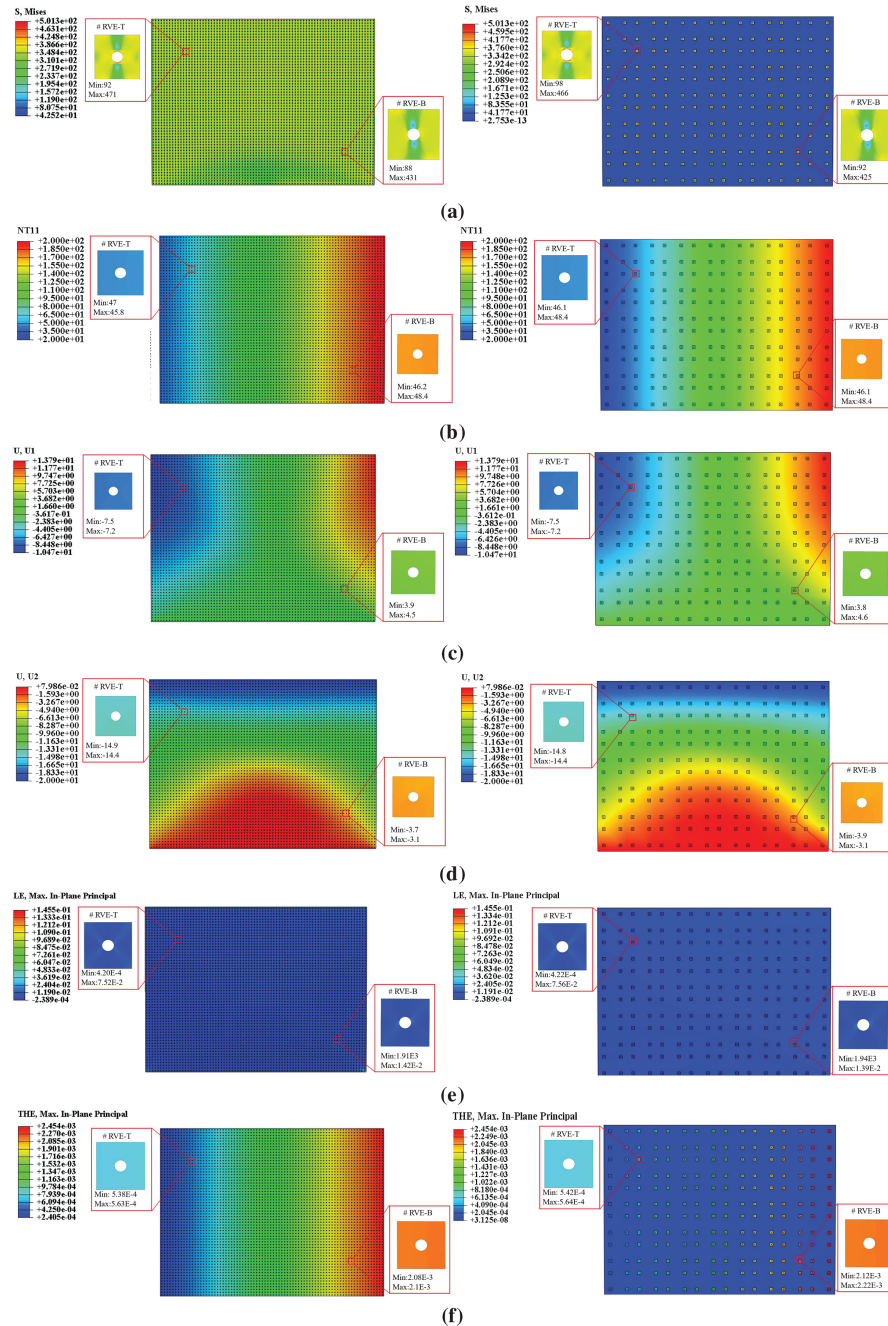 S, Mises
+5.013e+02
+4.631e+02
+4.248e+02
+3.866e+02
+3.484e+02
+3.101e+02
+2.719e+02
+2.337e+02
+1.954e+02
+1.572e+02
+1.190e+02
+8.075e+01
+4.252e+01
# RVE-T
Min:92
Max:471
# RVE-B
Min:88
Max:431
S, Mises
+5.013e+02
+4.595e+02
+4.177e+02
+3.760e+02
+3.342e+02
+2.924e+02
+2.506e+02
+2.089e+02
+1.671e+02
+1.253e+02
+8.355e+01
+4.177e+01
+2.753e-13
# RVE-T
Min:98
Max:466
# RVE-B
Min:92
Max:425
(a)
NT11
+2.000e+02
+1.850e+02
+1.700e+02
+1.550e+02
+1.400e+02
+1.250e+02
+1.100e+02
+9.500e+01
+8.000e+01
+6.500e+01
+5.000e+01
+3.500e+01
+2.000e+01
# RVE-T
Min:47
Max:45.8
# RVE-B
Min:46.2
Max:48.4
NT11
+2.000e+02
+1.850e+02
+1.700e+02
+1.550e+02
+1.400e+02
+1.250e+02
+1.100e+02
+9.500e+01
+8.000e+01
+6.500e+01
+5.000e+01
+3.500e+01
+2.000e+01
# RVE-T
Min:46.1
Max:48.4
# RVE-B
Min:46.1
Max:48.4
(b)
U, U1
+1.379e+01
+1.177e+01
+9.747e+00
+7.725e+00
+5.703e+00
+3.682e+00
+1.660e+00
-3.617e-01
-2.383e+00
-4.405e+00
-6.427e+00
-8.448e+00
-1.047e+01
# RVE-T
Min:-7.5
Max:-7.2
# RVE-B
Min:3.9
Max:4.5
U, U1
+1.379e+01
+1.177e+01
+9.748e+00
+7.726e+00
+5.704e+00
+3.682e+00
+1.661e+00
-3.612e-01
-2.383e+00
-4.405e+00
-6.426e+00
-8.448e+00
-1.047e+01
# RVE-T
Min:-7.5
Max:-7.2
# RVE-B
Min:3.8
Max:4.6
(c)
U, U2
+7.986e-02
-1.593e+00
-3.267e+00
-4.940e+00
-6.613e+00
-8.287e+00
-9.960e+00
-1.163e+01
-1.331e+01
-1.498e+01
-1.665e+01
-1.833e+01
-2.000e+01
# RVE-T
Min:-14.9
Max:-14.4
# RVE-B
Min:-3.7
Max:-3.1
U, U2
+7.986e-02
-1.593e+00
-3.267e+00
-4.940e+00
-6.613e+00
-8.287e+00
-9.960e+00
-1.163e+01
-1.331e+01
-1.498e+01
-1.665e+01
-1.833e+01
-2.000e+01
# RVE-T
Min:-14.8
Max:-14.4
# RVE-B
Min:-3.9
Max:-3.1
(d)
LE, Max. In-Plane Principal
+1.455e-01
+1.333e-01
+1.212e-01
+1.090e-01
+9.689e-02
+8.475e-02
+7.261e-02
+6.047e-02
+4.833e-02
+3.619e-02
+2.404e-02
+1.190e-02
-2.389e-04
# RVE-T
Min:4.20E-4
Max:7.52E-2
# RVE-B
Min:1.91E3
Max:1.42E-2
LE, Max. In-Plane Principal
+1.455e-01
+1.334e-01
+1.212e-01
+1.091e-01
+9.692e-02
+8.478e-02
+7.263e-02
+6.049e-02
+4.834e-02
+3.620e-02
+2.405e-02
+1.191e-02
-2.389e-04
# RVE-T
Min:4.22E-4
Max:7.56E-2
# RVE-B
Min:1.94E3
Max:1.39E-2
(e)
THE, Max. In-Plane Principal
+2.454e-03
+2.270e-03
+2.085e-03
+1.901e-03
+1.716e-03
+1.532e-03
+1.347e-03
+1.163e-03
+9.784e-04
+7.939e-04
+6.094e-04
+4.250e-04
+2.405e-04
# RVE-T
Min: 5.38E-4
Max:5.63E-4
# RVE-B
Min:2.08E-3
Max:2.1E-3
THE, Max. In-Plane Principal
+2.454e-03
+2.249e-03
+2.045e-03
+1.840e-03
+1.636e-03
+1.431e-03
+1.227e-03
+1.022e-03
+8.180e-04
+6.135e-04
+4.090e-04
+2.045e-04
+3.125e-08
# RVE-T
Min: 5.42E-4
Max:5.64E-4
# RVE-B
Min:2.12E-3
Max:2.22E-3
(f)